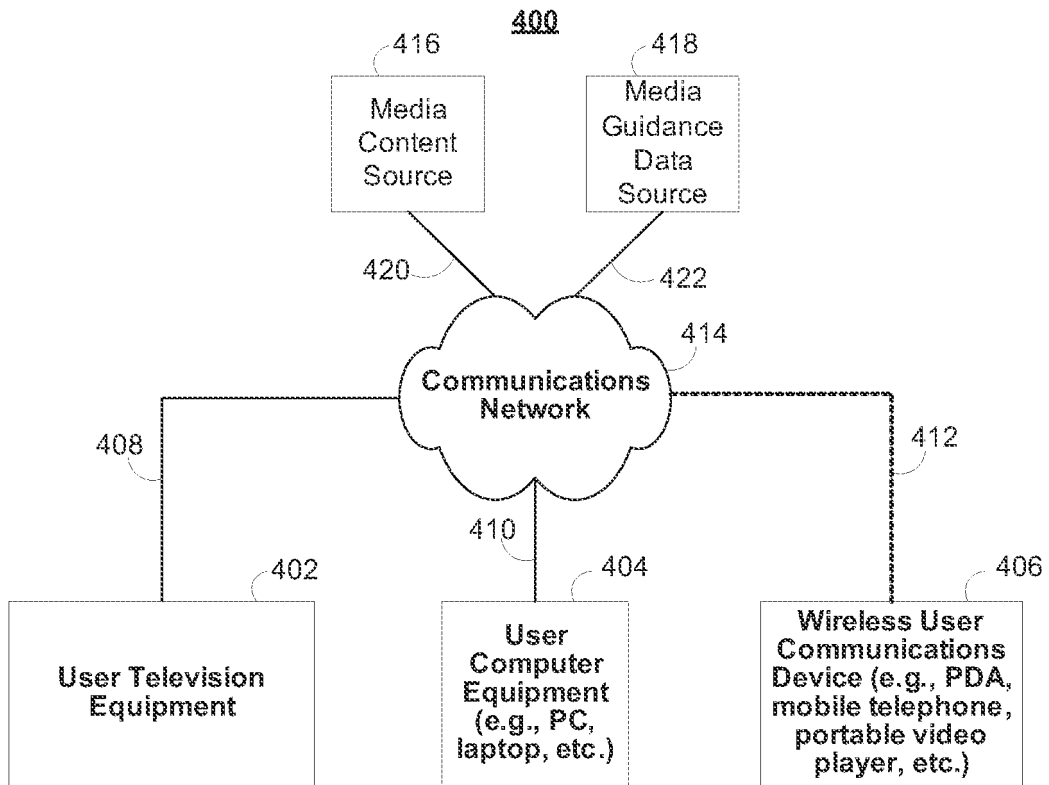 400
416
418
Media
Content
Source
Media
Guidance
Data
Source
420
422
414
Communications
Network
408
412
410
402
404
406
User Television
Equipment
User
Computer
Equipment
(e.g., PC,
laptop, etc.)
Wireless User
Communications
Device (e.g., PDA,
mobile telephone,
portable video
player, etc.)